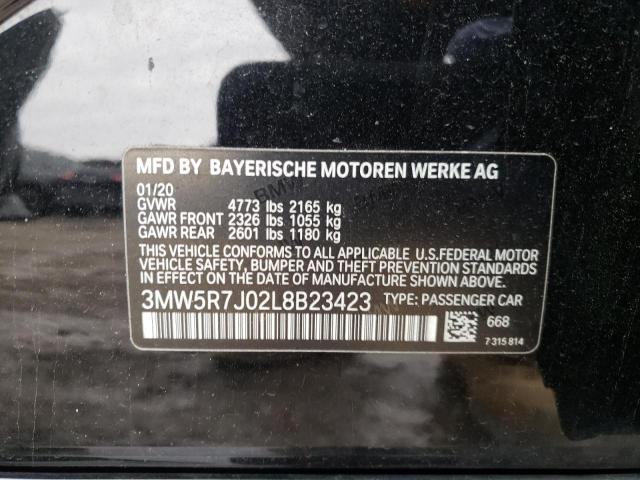 MFD BY BAYERISCHE MOTOREN WERKE AG
01/20
GVWR 4773 lbs 2165 kg
GAWR FRONT 2326 lbs 1055 kg
GAWR REAR 2601 lbs 1180 kg
THIS VEHICLE CONFORMS TO ALL APPLICABLE U.S.FEDERAL MOTOR
VEHICLE SAFETY, BUMPER AND THEFT PREVENTION STANDARDS
IN EFFECT ON THE DATE OF MANUFACTURE SHOWN ABOVE.
3MW5R7J02L8B23423 TYPE: PASSENGER CAR
668
7 315 814